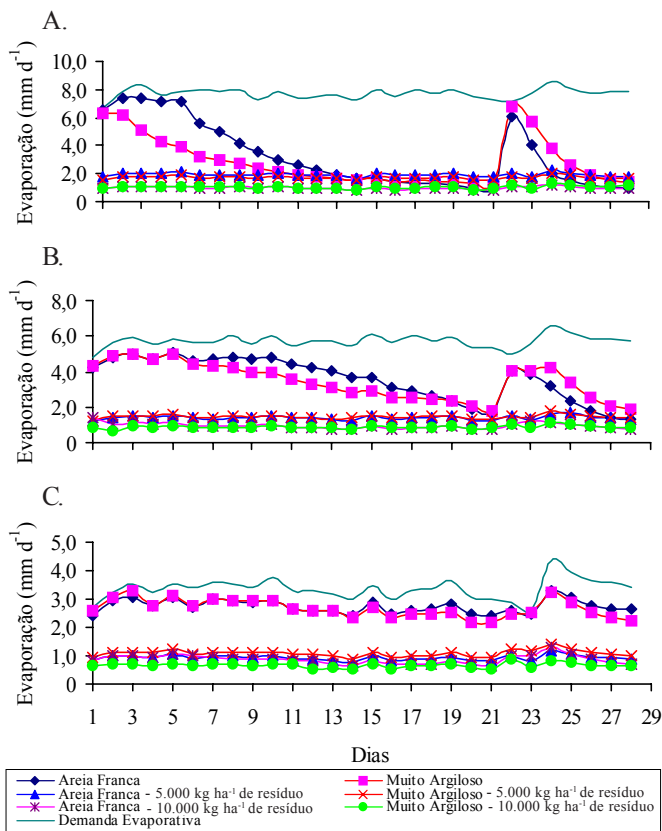 A.
Evaporação (mm d⁻¹)
10,0
8,0
6,0
4,0
2,0
0
B.
Evaporação (mm d⁻¹)
8,0
6,0
4,0
2,0
0
C.
Evaporação (mm d⁻¹)
5,0
4,0
3,0
2,0
1,0
0
1 3 5 7 9 11 13 15 17 19 21 23 25 27 29
Dias
Areia Franca
Muito Argiloso
Areia Franca - 5.000 kg ha⁻¹ de resíduo
Muito Argiloso - 5.000 kg ha⁻¹ de resíduo
Areia Franca - 10.000 kg ha⁻¹ de resíduo
Muito Argiloso - 10.000 kg ha⁻¹ de resíduo
Demanda Evaporativa